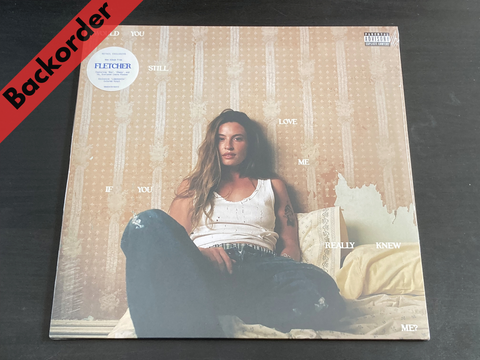 Backorder
YOU
STILL
FLETCHER
PARENTAL
ADVISORY
EXPLICIT CONTENT
LOVE
ME
IF YOU
REALLY KNEW
ME?